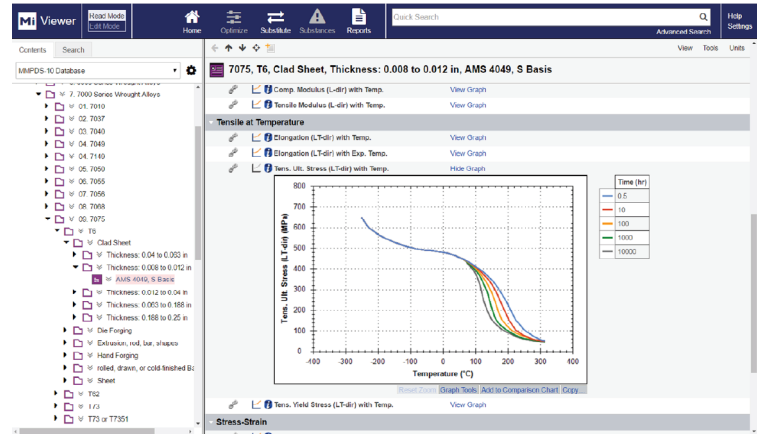 Mi Viewer
Read Mode
Edit Mode
Home
Optimize
Substitute
Substances
Reports
Quick Search
Advanced Search
Help
Settings
Contents
Search
MMPDS-10 Database
7. 7000 Series Wrought Alloys
01. 7010
02. 7037
03. 7040
04. 7049
04. 7149
05. 7050
06. 7055
07. 7056
08. 7068
09. 7075
T6
Clad Sheet
Thickness: 0.04 to 0.063 in
Thickness: 0.008 to 0.012 in
AMS 4049, S Basis
Thickness: 0.012 to 0.04 in
Thickness: 0.063 to 0.188 in
Thickness: 0.188 to 0.25 in
Die Forging
Extrusion, rod, bar, shapes
Hand Forging
rolled, drawn, or cold-finished Ba
Sheet
T62
T73
T73 or T7351
View Tools Units
7075, T6, Clad Sheet, Thickness: 0.008 to 0.012 in, AMS 4049, S Basis
Comp. Modulus (L-dir) with Temp. View Graph
Tensile Modulus (L-dir) with Temp. View Graph
Tensile at Temperature
Elongation (LT-dir) with Temp. View Graph
Elongation (LT-dir) with Exp. Temp. View Graph
Tens. Ult. Stress (LT-dir) with Temp. Hide Graph
Tens. Ult. Stress (LT-dir) (MPa)
800
700
600
500
400
300
200
100
0
-400 -300 -200 -100 0 100 200 300 400
Temperature (°C)
Time (hr)
0.5
10
100
1000
10000
Reset Zoom Graph Tools Add to Comparison Chart Copy...
Tens. Yield Stress (LT-dir) with Temp. View Graph
Stress-Strain